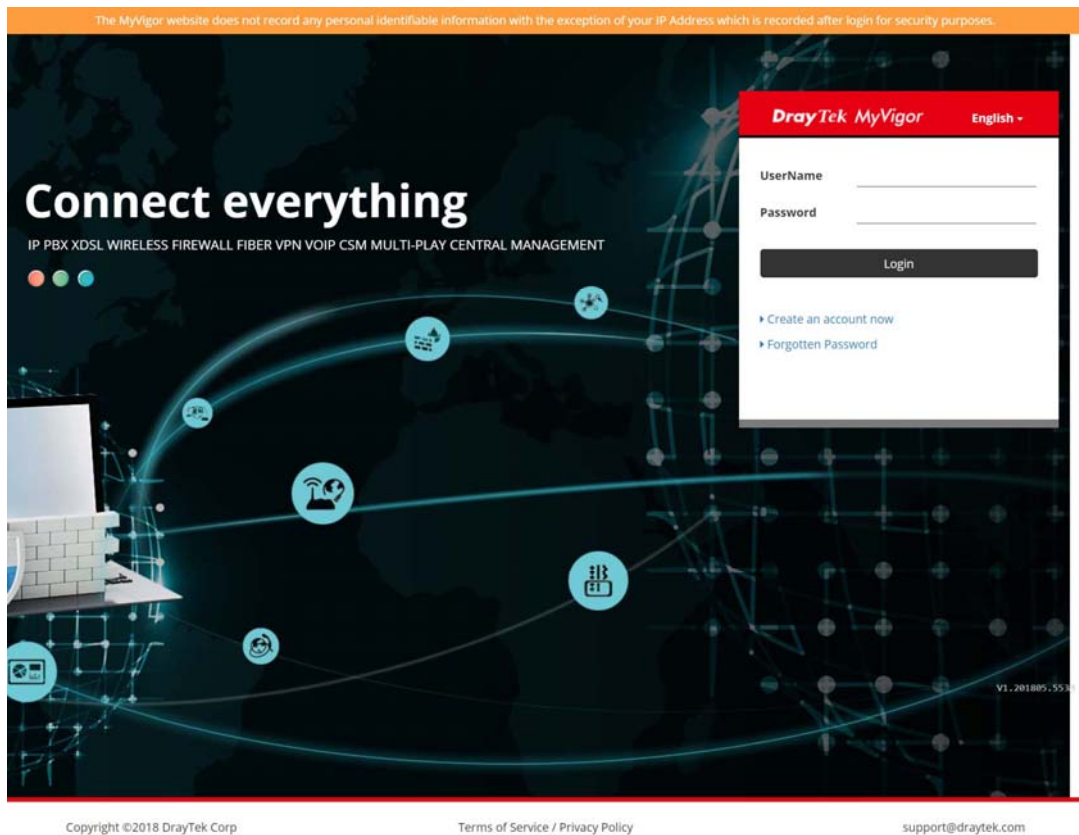 The MyVigor website does not record any personal identifiable information with the exception of your IP Address which is recorded after login for security purposes.
DrayTek MyVigor English
UserName
Password
Login
Create an account now
Forgotten Password
Connect everything
IP PBX XDSL WIRELESS FIREWALL FIBER VPN VOIP CSM MULTI-PLAY CENTRAL MANAGEMENT
Copyright ©2018 DrayTek Corp
Terms of Service / Privacy Policy
support@draytek.com